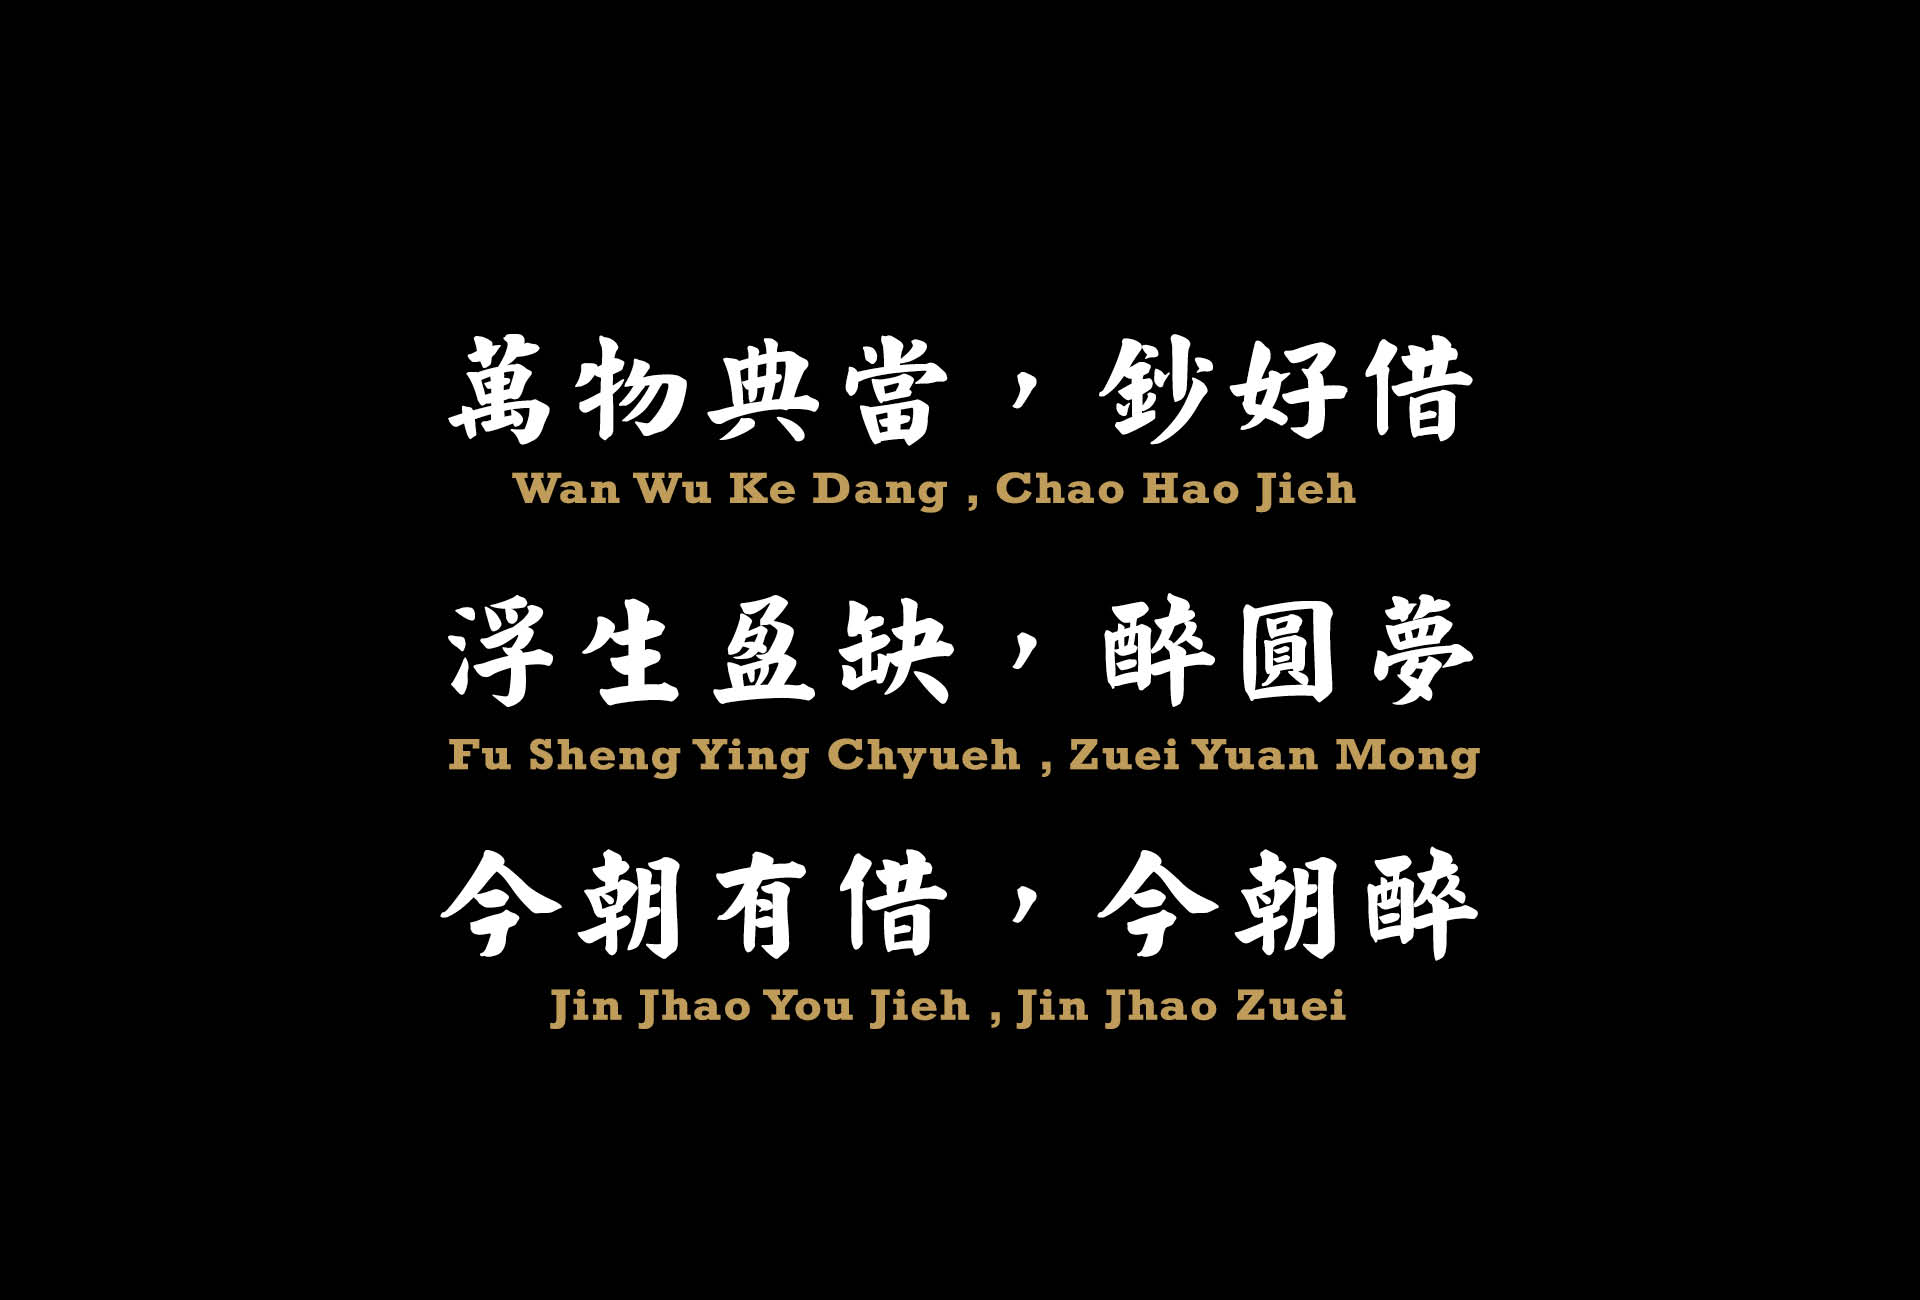 萬物典當，鈔好借
Wan Wu Ke Dang , Chao Hao Jieh
浮生盈缺，醉圓夢
Fu Sheng Ying Chyueh , Zuei Yuan Mong
今朝有借，今朝醉
Jin Jhao You Jieh , Jin Jhao Zuei